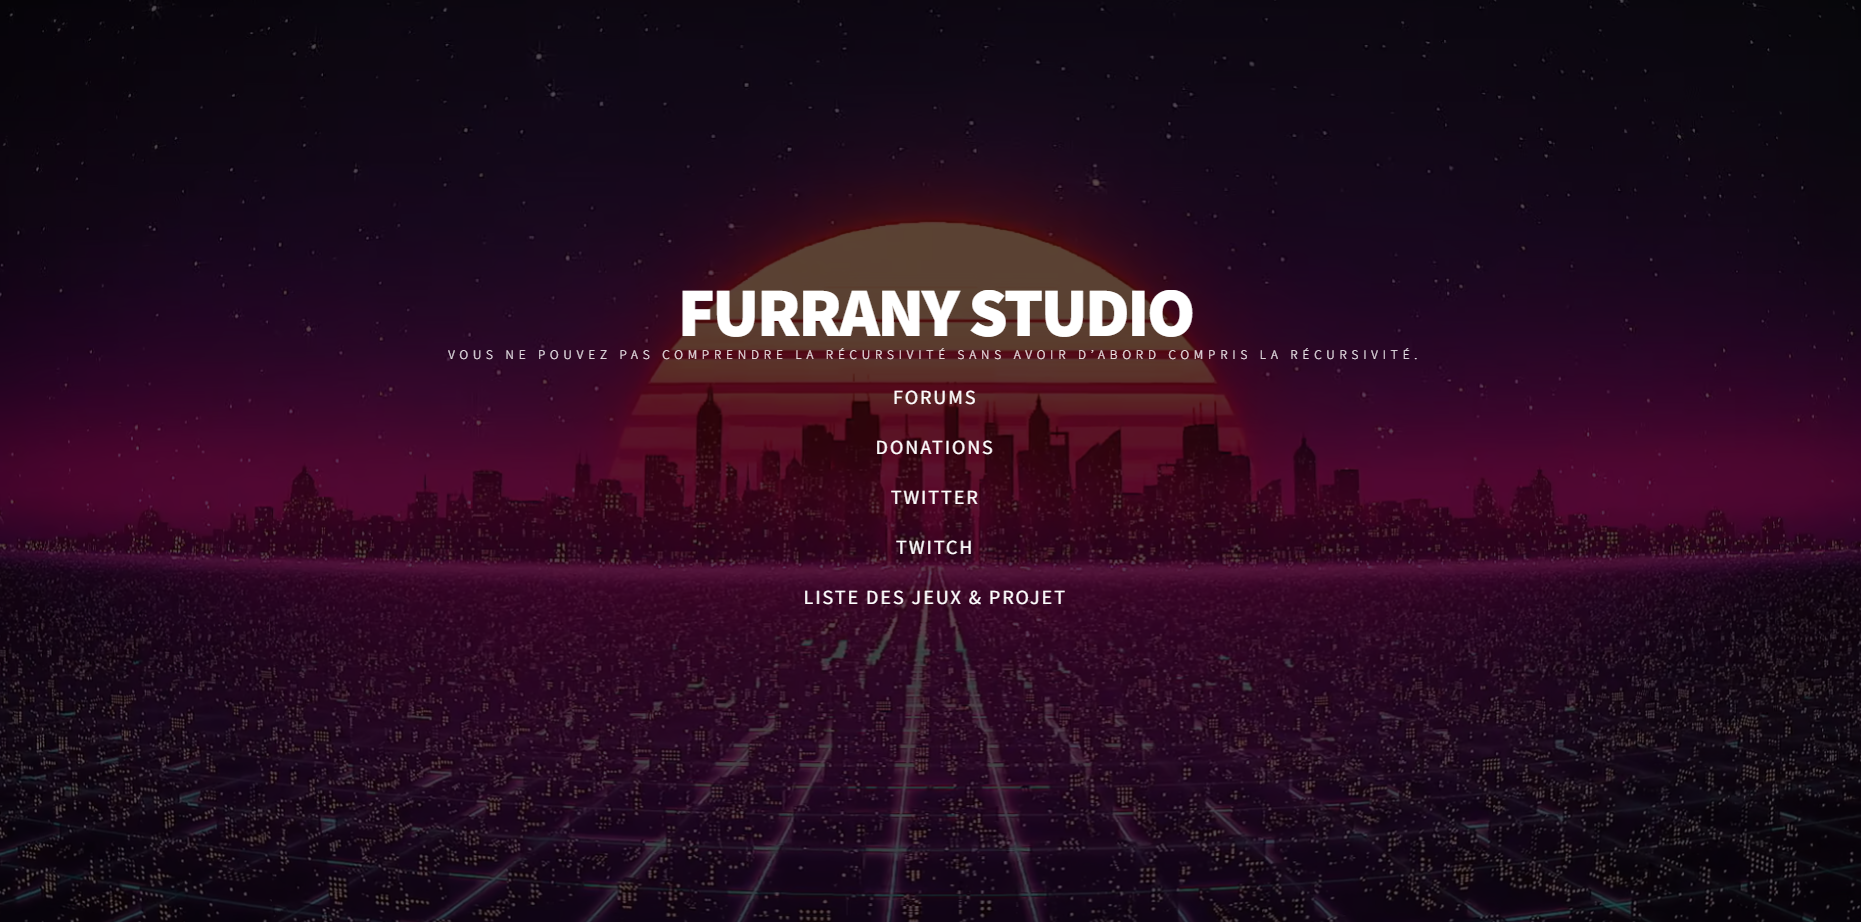 FURRANY STUDIO
VOUS NE POUVEZ PAS COMPRENDRE LA RÉCURSIVITÉ SANS AVOIR D’ABORD COMPRIS LA RÉCURSIVITÉ.
FORUMS
DONATIONS
TWITTER
TWITCH
LISTE DES JEUX & PROJET